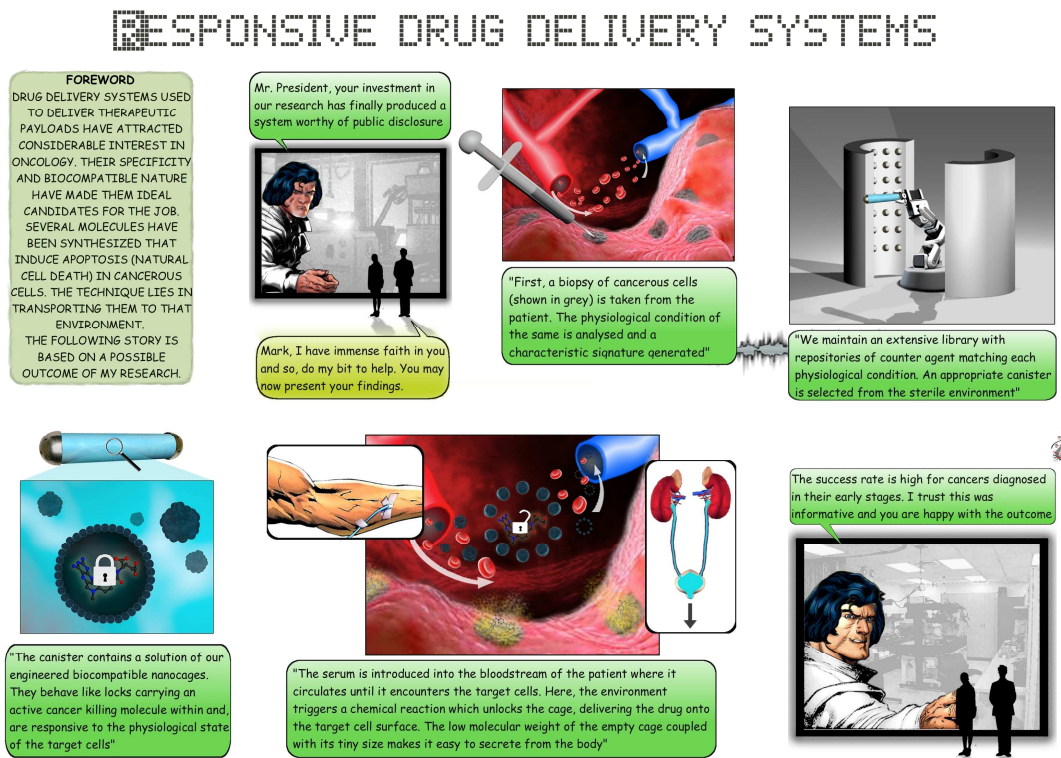 RESPONSIVE DRUG DELIVERY SYSTEMS
FOREWORD
DRUG DELIVERY SYSTEMS USED
TO DELIVER THERAPEUTIC
PAYLOADS HAVE ATTRACTED
CONSIDERABLE INTEREST IN
ONCOLOGY. THEIR SPECIFICITY
AND BIOCOMPATIBLE NATURE
HAVE MADE THEM IDEAL
CANDIDATES FOR THE JOB.
SEVERAL MOLECULES HAVE
BEEN SYNTHESIZED THAT
INDUCE APOPTOSIS (NATURAL
CELL DEATH) IN CANCEROUS
CELLS. THE TECHNIQUE LIES IN
TRANSPORTING THEM TO THAT
ENVIRONMENT.
THE FOLLOWING STORY IS
BASED ON A POSSIBLE
OUTCOME OF MY RESEARCH.
Mr. President, your investment in
our research has finally produced a
system worthy of public disclosure
Mark, I have immense faith in you
and so, do my bit to help. You may
now present your findings.
"First, a biopsy of cancerous cells
(shown in grey) is taken from the
patient. The physiological condition of
the same is analysed and a
characteristic signature generated"
"We maintain an extensive library with
repositories of counter agent matching each
physiological condition. An appropriate canister
is selected from the sterile environment"
"The canister contains a solution of our
engineered biocompatible nanocages.
They behave like locks carrying an
active cancer killing molecule within and,
are responsive to the physiological state
of the target cells"
"The serum is introduced into the bloodstream of the patient where it
circulates until it encounters the target cells. Here, the environment
triggers a chemical reaction which unlocks the cage, delivering the drug onto
the target cell surface. The low molecular weight of the empty cage coupled
with its tiny size makes it easy to secrete from the body"
The success rate is high for cancers diagnosed
in their early stages. I trust this was
informative and you are happy with the outcome